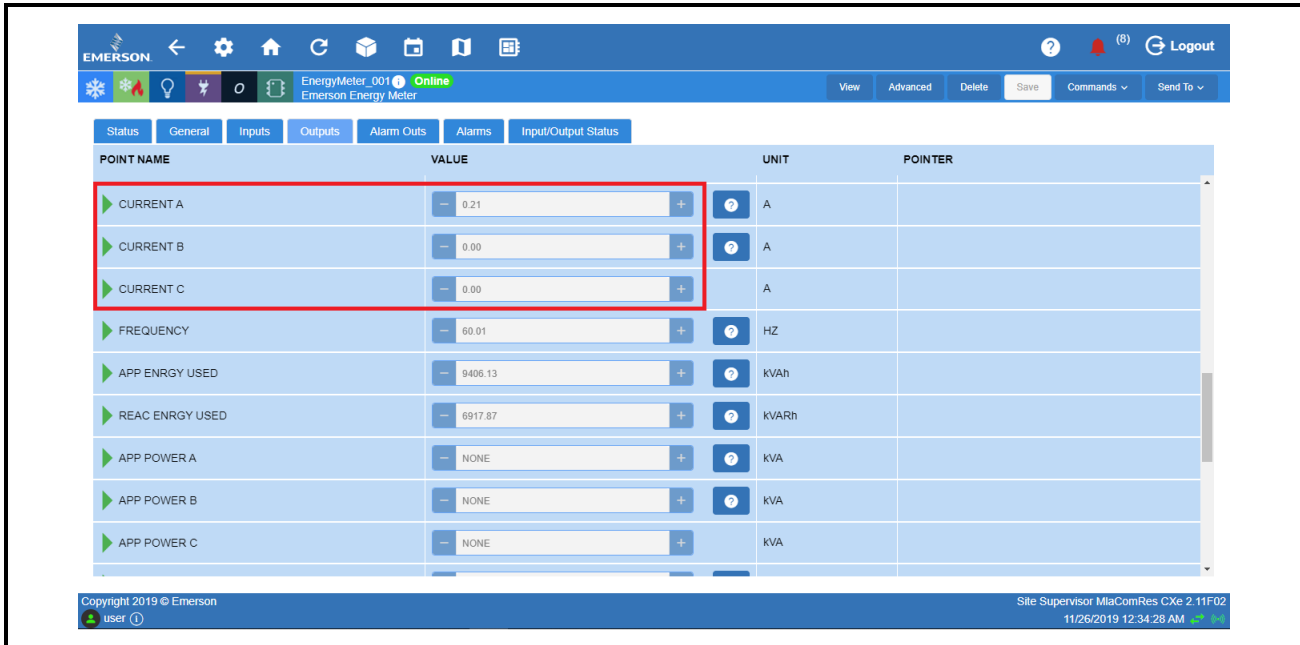 EMERSON. (8) Logout
EnergyMeter_001 Online
Emerson Energy Meter
View Advanced Delete Save Commands Send To
Status General Inputs Outputs Alarm Outs Alarms Input/Output Status
POINT NAME VALUE UNIT POINTER
CURRENT A - 0.21 + ? A
CURRENT B - 0.00 + ? A
CURRENT C - 0.00 + A
FREQUENCY - 60.01 + ? HZ
APP ENRGY USED - 9406.13 + ? kVAh
REAC ENRGY USED - 6917.87 + ? kVARh
APP POWER A - NONE + ? kVA
APP POWER B - NONE + ? kVA
APP POWER C - NONE + kVA
Copyright 2019 © Emerson Site Supervisor MlaComRes CXe 2.11F02
user 11/26/2019 12:34:28 AM